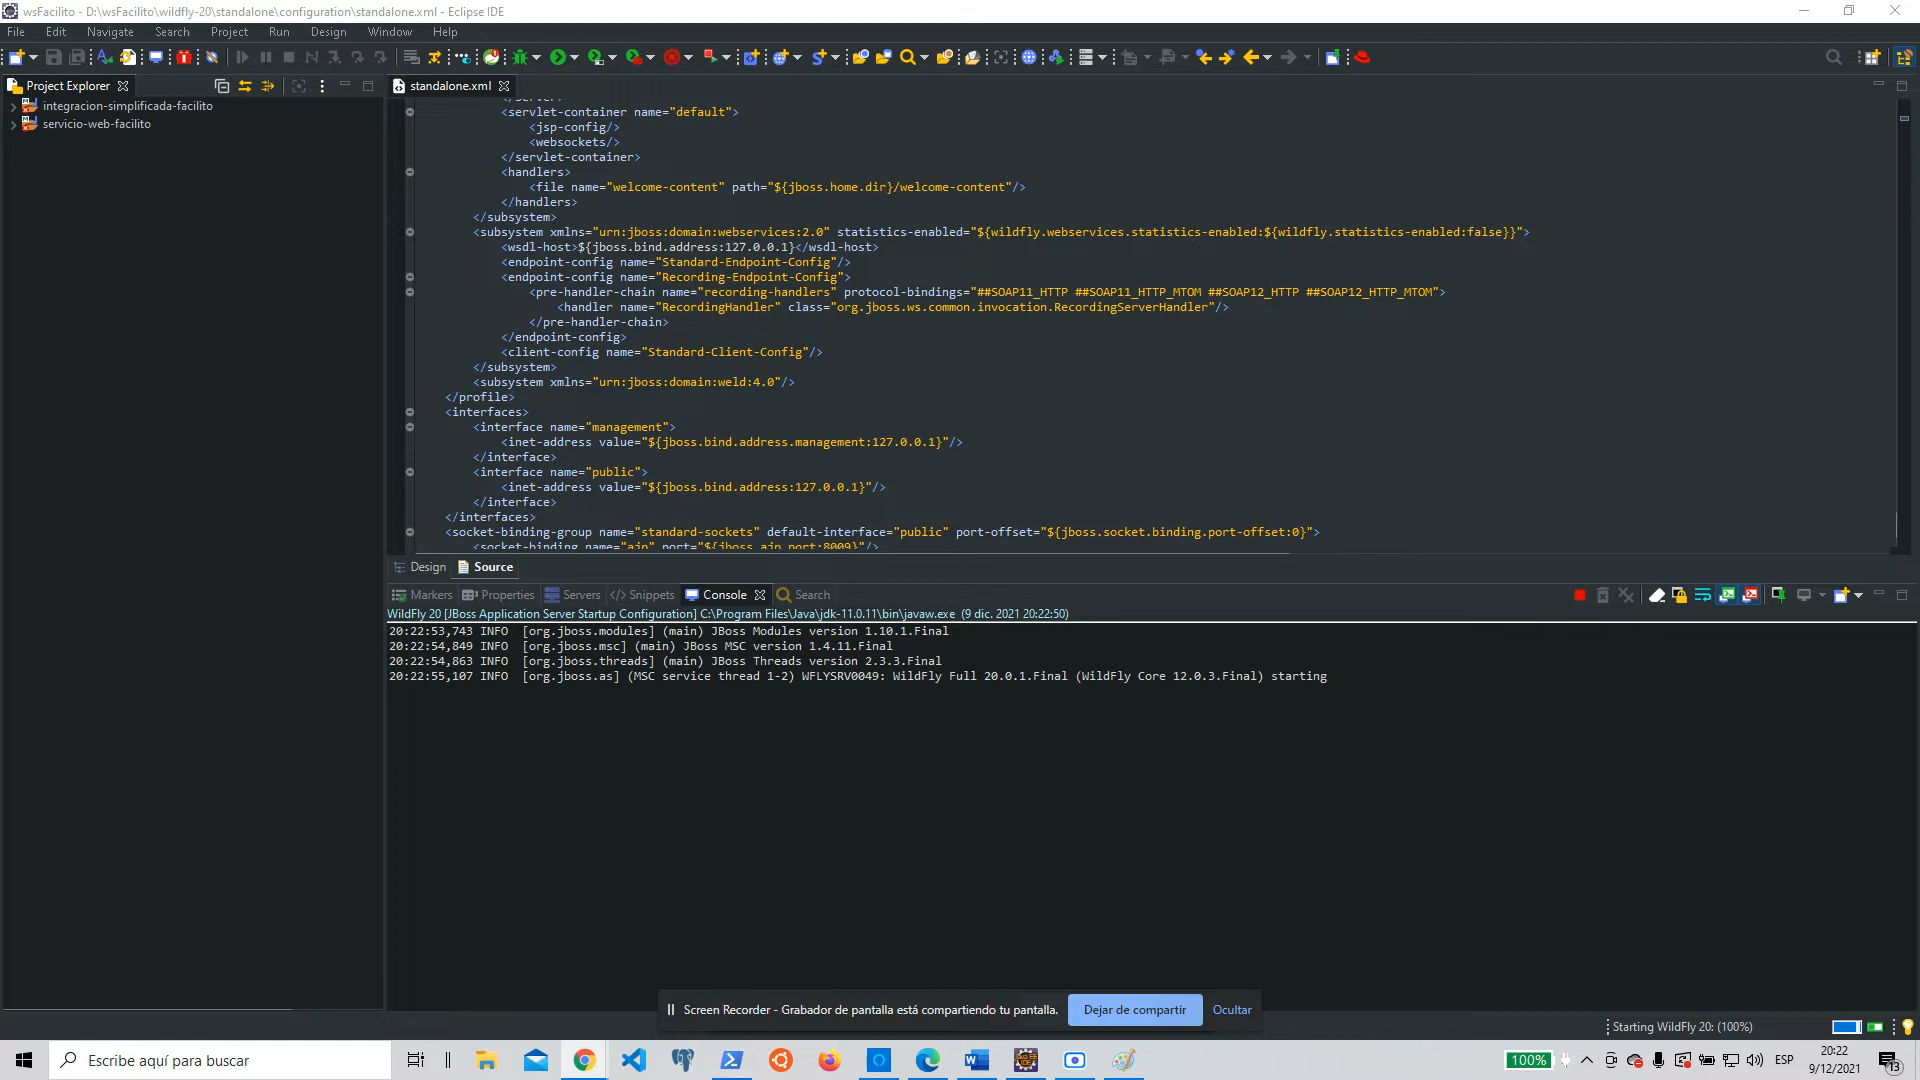 wsFacilito - D:\wsFacilito\wildfly-20\standalone\configuration\standalone.xml - Eclipse IDE
File Edit Navigate Search Project Run Design Window Help
Project Explorer
integracion-simplificada-facilito
servicio-web-facilito
standalone.xml
<servlet-container name="default">
<jsp-config/>
<websockets/>
</servlet-container>
<handlers>
<file name="welcome-content" path="${jboss.home.dir}/welcome-content"/>
</handlers>
</subsystem>
<subsystem xmlns="urn:jboss:domain:webservices:2.0" statistics-enabled="${wildfly.webservices.statistics-enabled:${wildfly.statistics-enabled:false}}">
<wsdl-host>${jboss.bind.address:127.0.0.1}</wsdl-host>
<endpoint-config name="Standard-Endpoint-Config"/>
<endpoint-config name="Recording-Endpoint-Config">
<pre-handler-chain name="recording-handlers" protocol-bindings="##SOAP11_HTTP ##SOAP11_HTTP_MTOM ##SOAP12_HTTP ##SOAP12_HTTP_MTOM">
<handler name="RecordingHandler" class="org.jboss.ws.common.invocation.RecordingServerHandler"/>
</pre-handler-chain>
</endpoint-config>
<client-config name="Standard-Client-Config"/>
</subsystem>
<subsystem xmlns="urn:jboss:domain:weld:4.0"/>
</profile>
<interfaces>
<interface name="management">
<inet-address value="${jboss.bind.address.management:127.0.0.1}"/>
</interface>
<interface name="public">
<inet-address value="${jboss.bind.address:127.0.0.1}"/>
</interface>
</interfaces>
<socket-binding-group name="standard-sockets" default-interface="public" port-offset="${jboss.socket.binding.port-offset:0}">
<socket-binding name="ajp" port="${jboss.ajp.port:8009}"/>
Design Source
Markers Properties Servers Snippets Console Search
WildFly 20 [JBoss Application Server Startup Configuration] C:\Program Files\Java\jdk-11.0.11\bin\javaw.exe (9 dic. 2021 20:22:50)
20:22:53,743 INFO [org.jboss.modules] (main) JBoss Modules version 1.10.1.Final
20:22:54,849 INFO [org.jboss.msc] (main) JBoss MSC version 1.4.11.Final
20:22:54,863 INFO [org.jboss.threads] (main) JBoss Threads version 2.3.3.Final
20:22:55,107 INFO [org.jboss.as] (MSC service thread 1-2) WFLYSRV0049: WildFly Full 20.0.1.Final (WildFly Core 12.0.3.Final) starting
Screen Recorder - Grabador de pantalla está compartiendo tu pantalla. Dejar de compartir Ocultar
Starting WildFly 20: (100%)
Escribe aquí para buscar
100%
ESP
20:22
9/12/2021
13